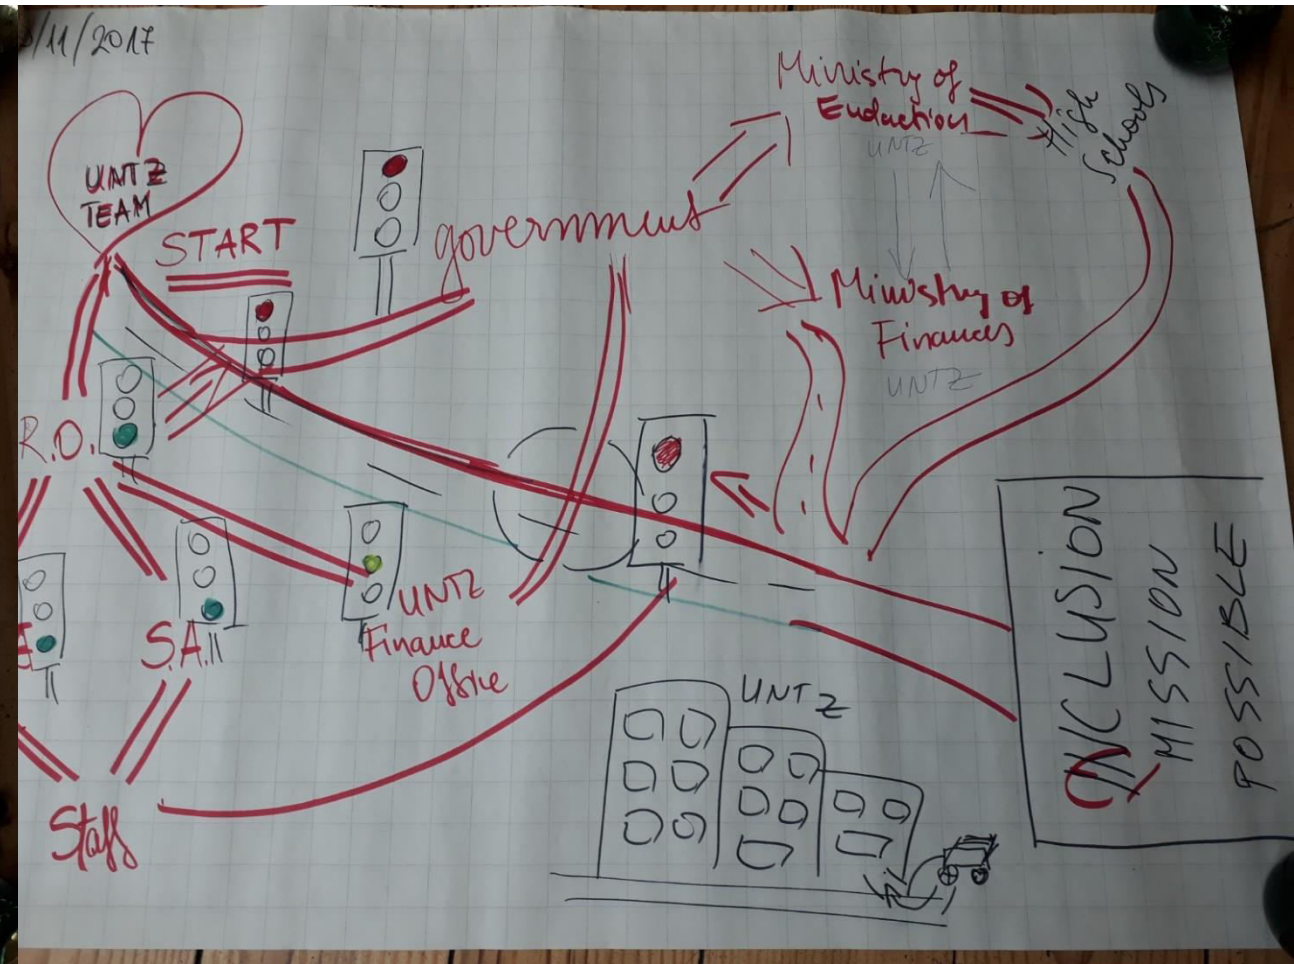 /11/2017
UNTZ
TEAM
START
government
Ministry of
Euduction
UNTZ
High
Schools
Ministry of
Finances
UNTZ
R.O.
S.A.
UNTZ
Finance
Office
Staff
UNTZ
INCLUSION
MISSION
POSSIBLE